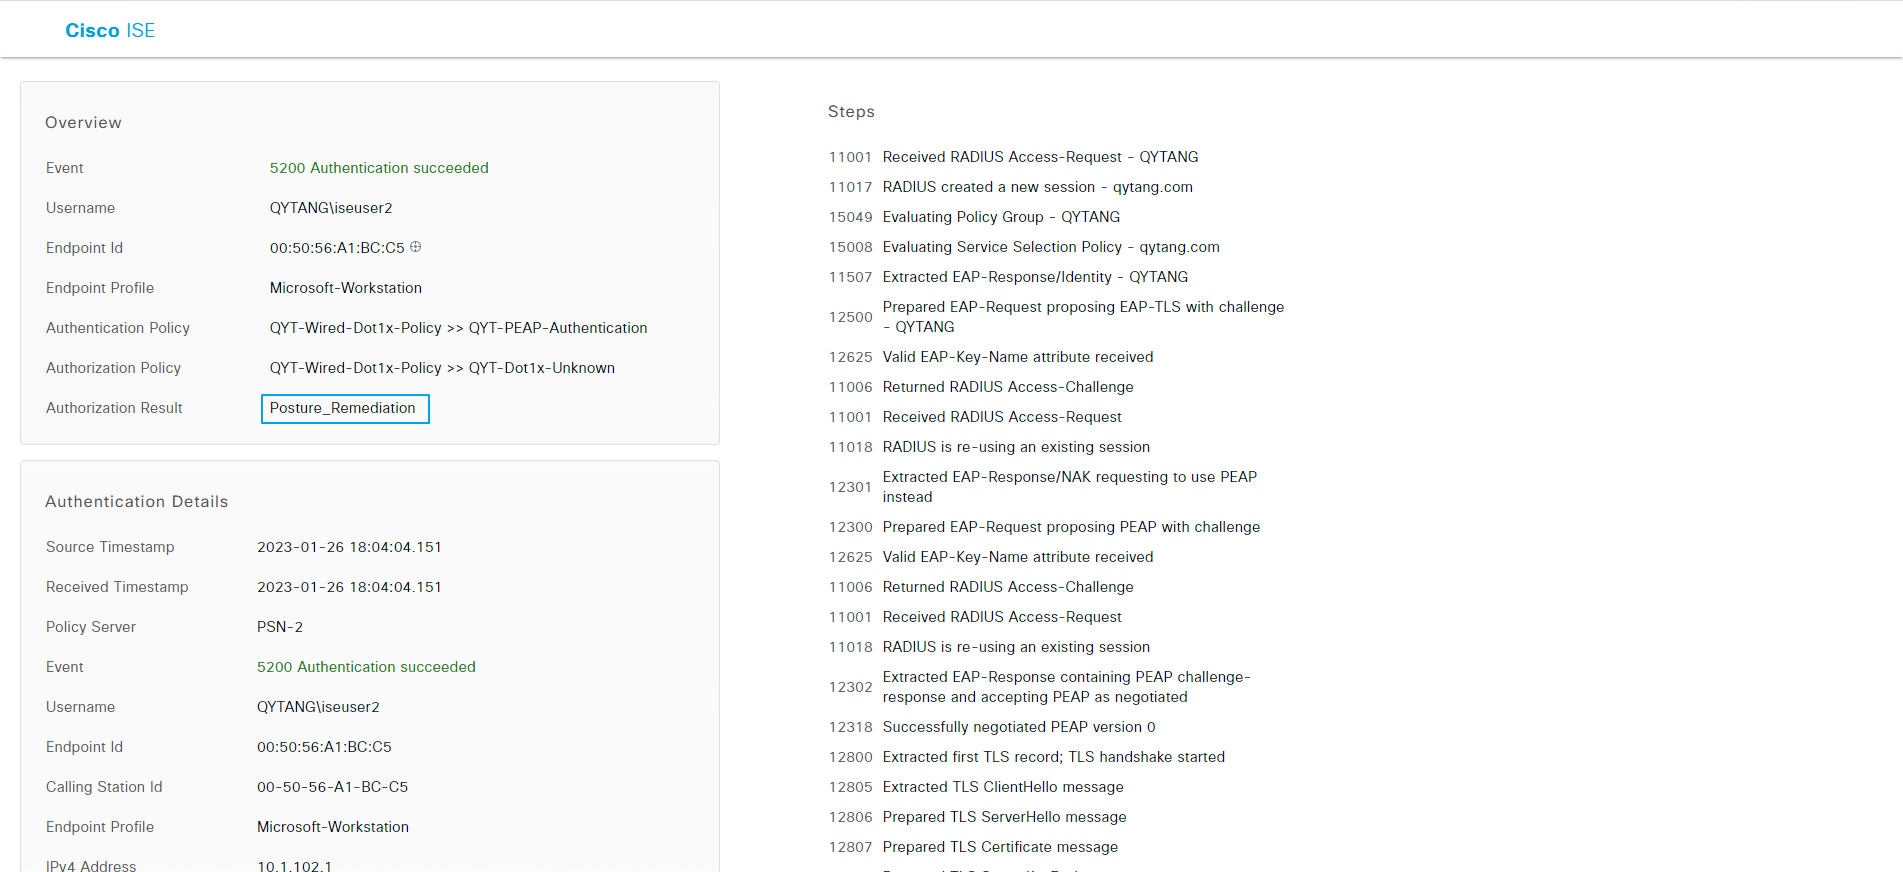 Cisco ISE
Overview
Event 5200 Authentication succeeded
Username QYTANG\iseuser2
Endpoint Id 00:50:56:A1:BC:C5
Endpoint Profile Microsoft-Workstation
Authentication Policy QYT-Wired-Dot1x-Policy >> QYT-PEAP-Authentication
Authorization Policy QYT-Wired-Dot1x-Policy >> QYT-Dot1x-Unknown
Authorization Result Posture_Remediation
Authentication Details
Source Timestamp 2023-01-26 18:04:04.151
Received Timestamp 2023-01-26 18:04:04.151
Policy Server PSN-2
Event 5200 Authentication succeeded
Username QYTANG\iseuser2
Endpoint Id 00:50:56:A1:BC:C5
Calling Station Id 00-50-56-A1-BC-C5
Endpoint Profile Microsoft-Workstation
IPv4 Address 10.1.102.1
Steps
11001 Received RADIUS Access-Request - QYTANG
11017 RADIUS created a new session - qytang.com
15049 Evaluating Policy Group - QYTANG
15008 Evaluating Service Selection Policy - qytang.com
11507 Extracted EAP-Response/Identity - QYTANG
12500 Prepared EAP-Request proposing EAP-TLS with challenge
- QYTANG
12625 Valid EAP-Key-Name attribute received
11006 Returned RADIUS Access-Challenge
11001 Received RADIUS Access-Request
11018 RADIUS is re-using an existing session
12301 Extracted EAP-Response/NAK requesting to use PEAP
instead
12300 Prepared EAP-Request proposing PEAP with challenge
12625 Valid EAP-Key-Name attribute received
11006 Returned RADIUS Access-Challenge
11001 Received RADIUS Access-Request
11018 RADIUS is re-using an existing session
12302 Extracted EAP-Response containing PEAP challenge-
response and accepting PEAP as negotiated
12318 Successfully negotiated PEAP version 0
12800 Extracted first TLS record; TLS handshake started
12805 Extracted TLS ClientHello message
12806 Prepared TLS ServerHello message
12807 Prepared TLS Certificate message